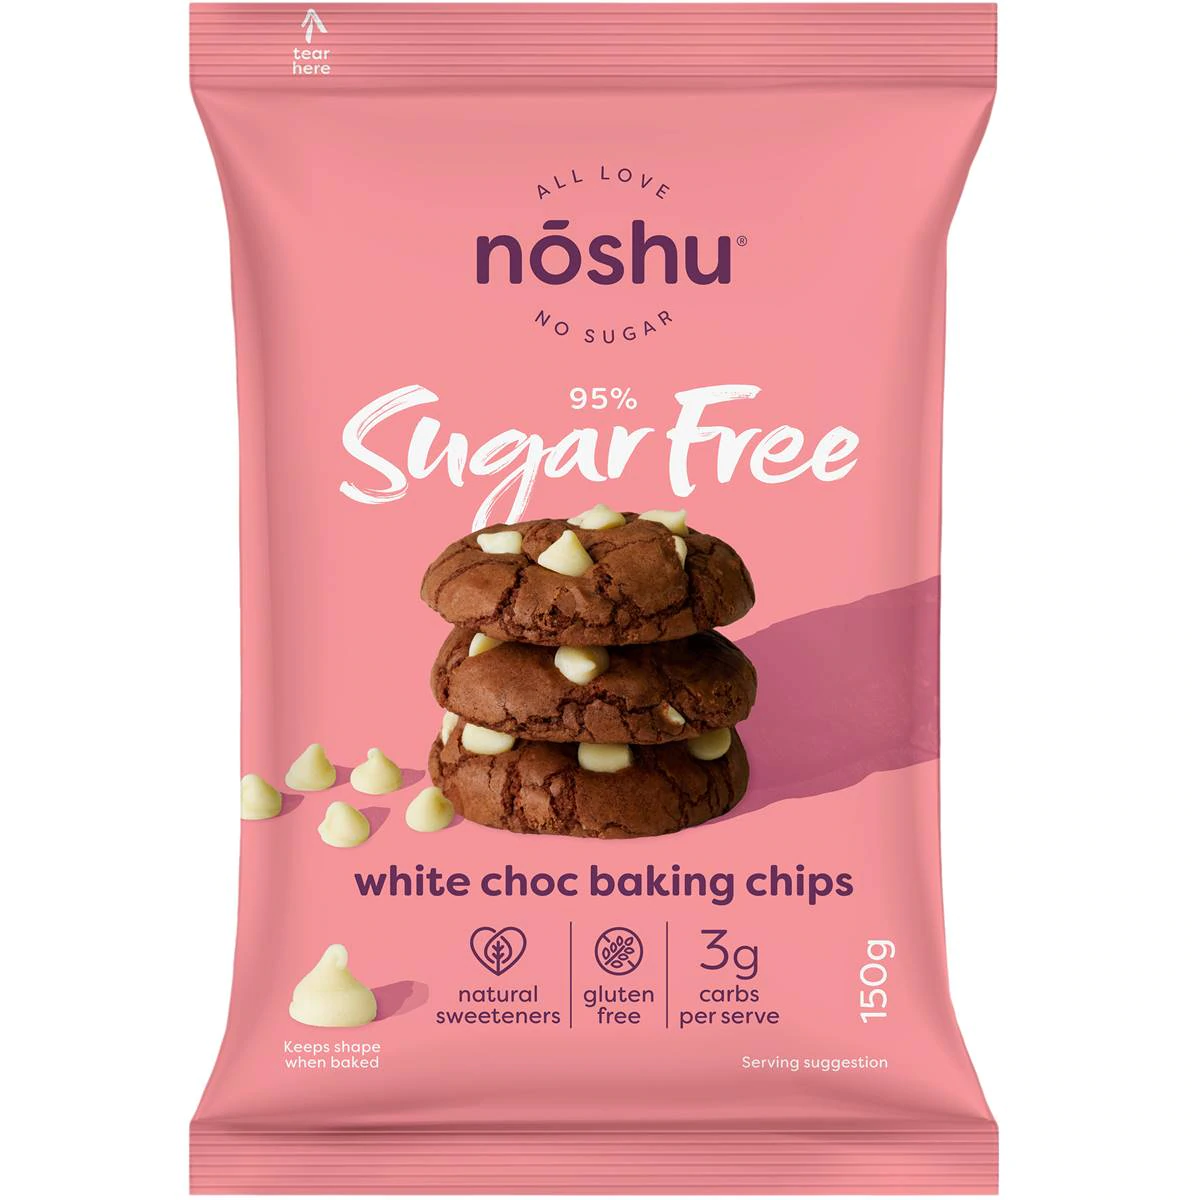 tear
here
ALL LOVE
nōshu®
NO SUGAR
95%
Sugar Free
white choc baking chips
natural
sweeteners
gluten
free
3g
carbs
per serve
150g
Keeps shape
when baked
Serving suggestion